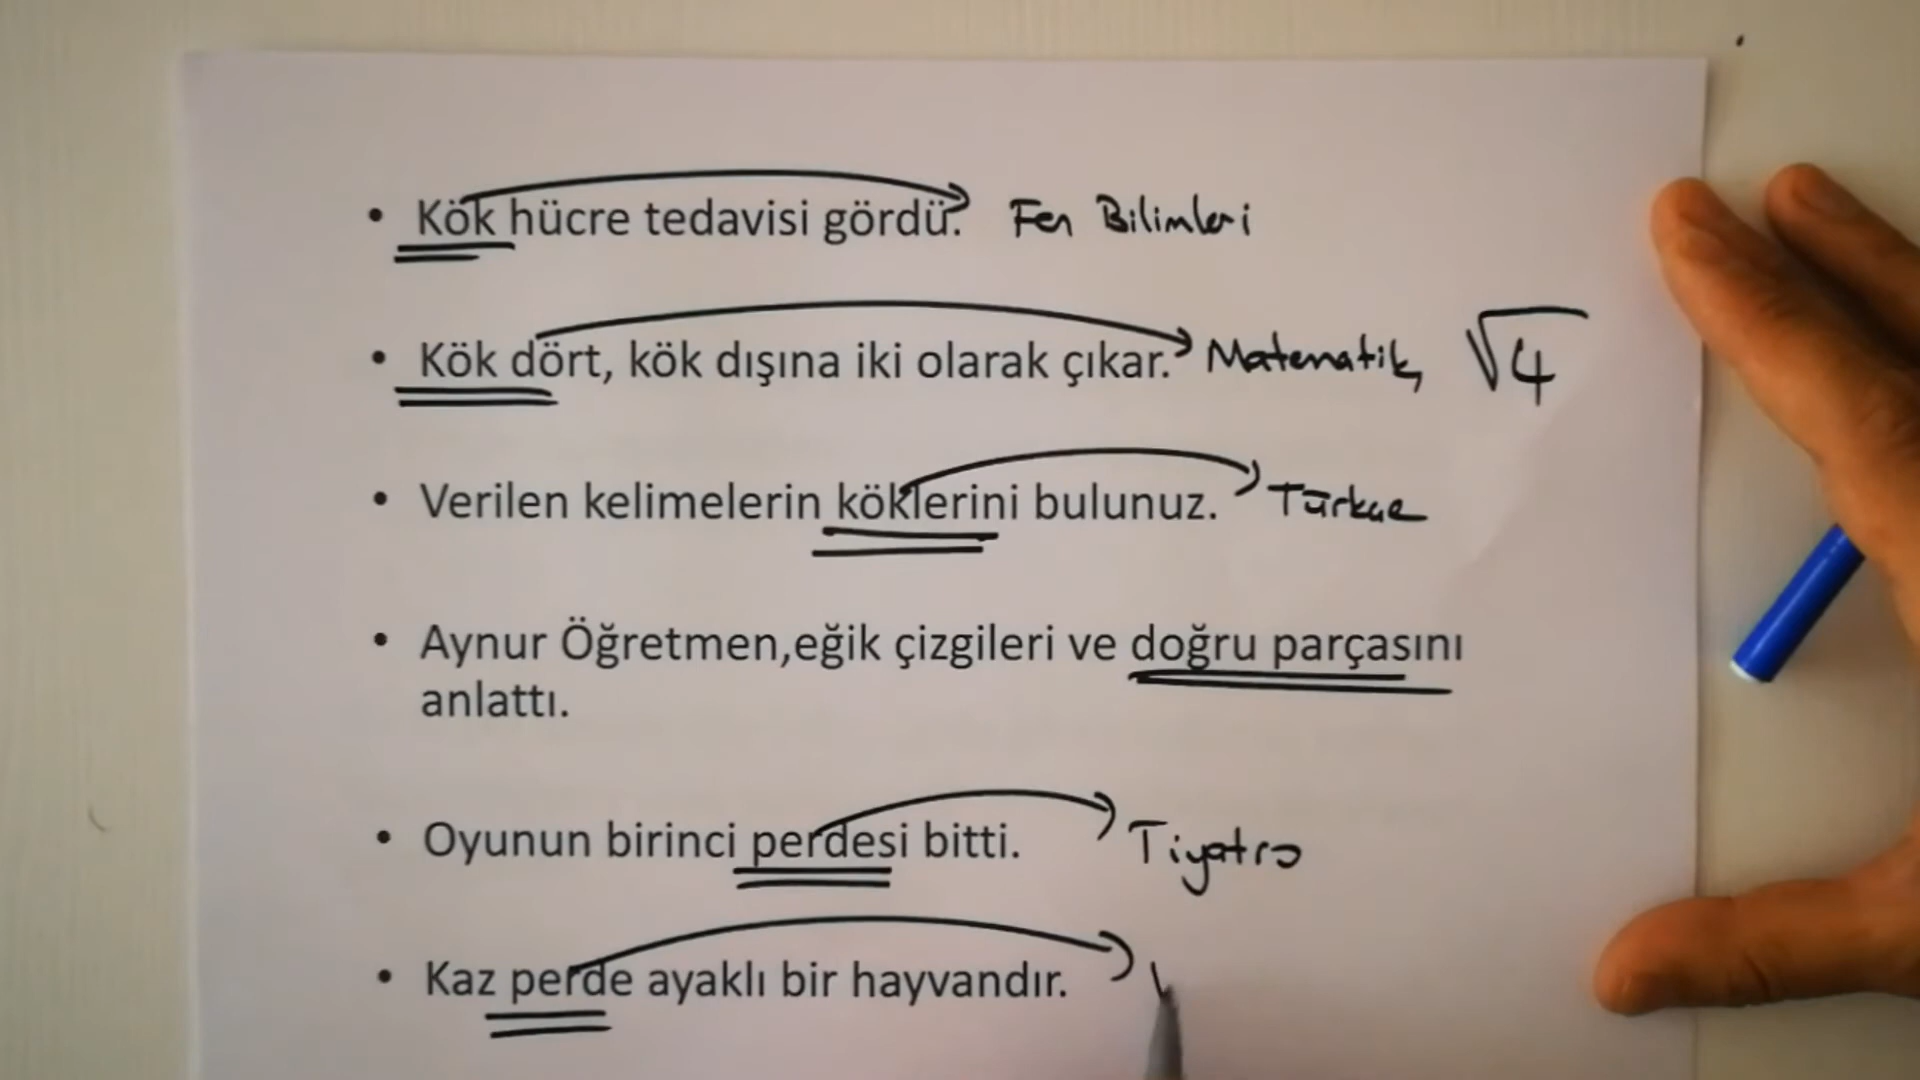 • Kök hücre tedavisi gördü. Fen Bilimleri
• Kök dört, kök dışına iki olarak çıkar. Matematik, √4
• Verilen kelimelerin köklerini bulunuz. Türkçe
• Aynur Öğretmen,eğik çizgileri ve doğru parçasını
anlattı.
• Oyunun birinci perdesi bitti. Tiyatro
• Kaz perde ayaklı bir hayvandır.